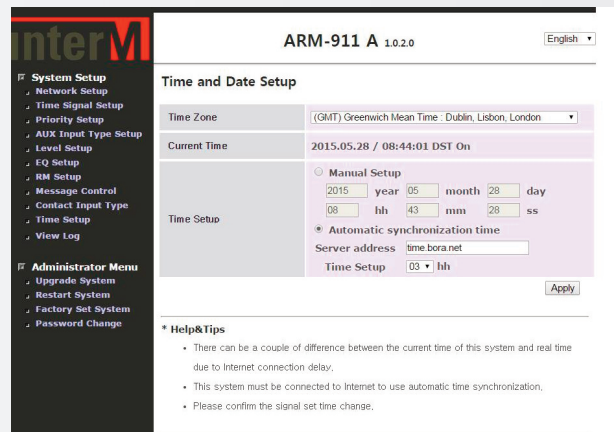 interM
ARM-911 A 1.0.2.0
English
System Setup
Network Setup
Time Signal Setup
Priority Setup
AUX Input Type Setup
Level Setup
EQ Setup
RM Setup
Message Control
Contact Input Type
Time Setup
View Log
Administrator Menu
Upgrade System
Restart System
Factory Set System
Password Change
Time and Date Setup
Time Zone
(GMT) Greenwich Mean Time : Dublin, Lisbon, London
Current Time
2015.05.28 / 08:44:01 DST On
Time Setup
Manual Setup
2015 year 05 month 28 day
08 hh 43 mm 28 ss
Automatic synchronization time
Server address time.bora.net
Time Setup 03 hh
Apply
* Help&Tips
• There can be a couple of difference between the current time of this system and real time
due to Internet connection delay,
• This system must be connected to Internet to use automatic time synchronization,
• Please confirm the signal set time change,